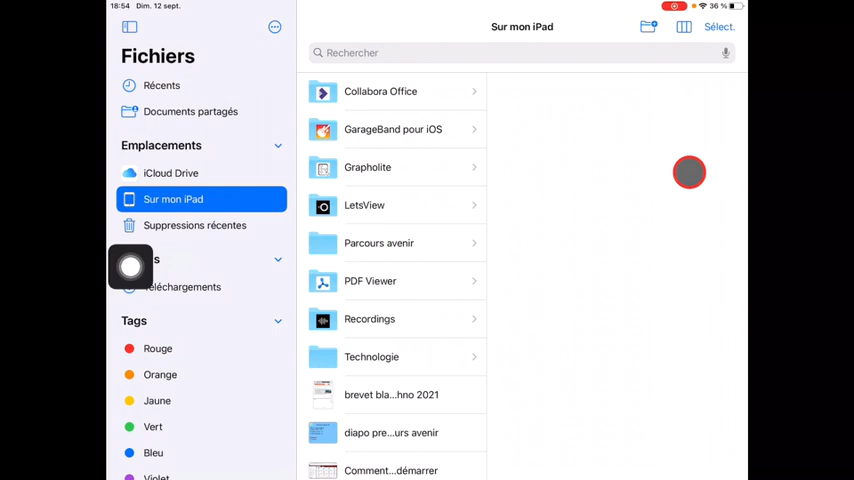 18:54 Dim. 12 sept.
36 %
Fichiers
Récents
Documents partagés
Emplacements
iCloud Drive
Sur mon iPad
Suppressions récentes
s
Téléchargements
Tags
Rouge
Orange
Jaune
Vert
Bleu
Violet
Sur mon iPad
Sélect.
Rechercher
Collabora Office
GarageBand pour iOS
Grapholite
LetsView
Parcours avenir
PDF Viewer
Recordings
Technologie
brevet bla...hno 2021
diapo pre...urs avenir
Comment...démarrer